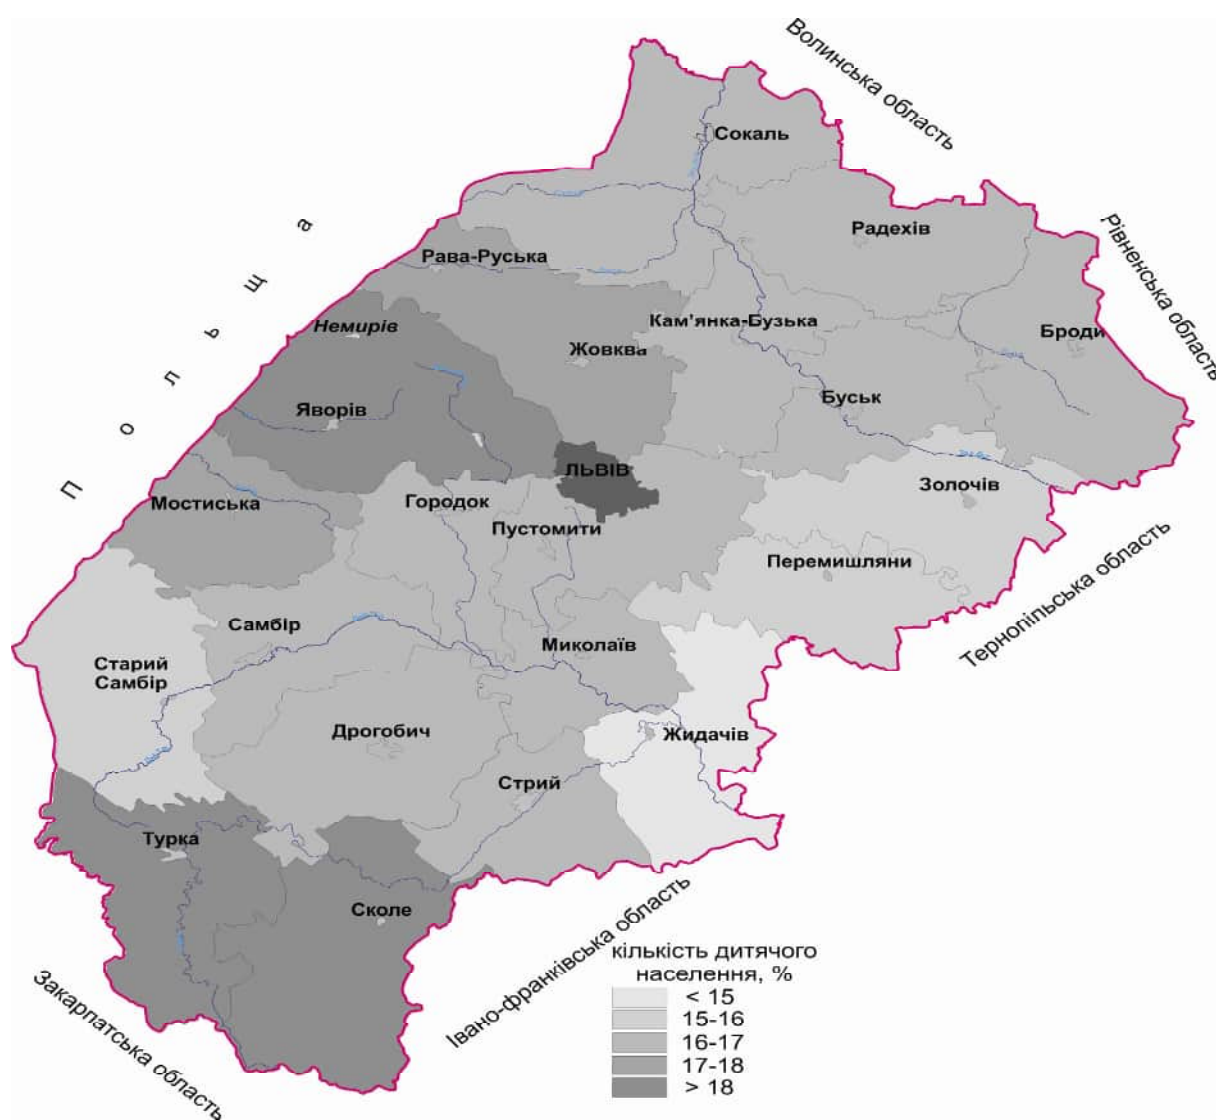 Волинська область
Сокаль
Польща
Рівненська область
Радехів
Рава-Руська
Немирів
Кам’янка-Бузька
Жовква
Броди
Яворів
Буськ
ЛЬВІВ
Золочів
Мостиська
Городок
Пустомити
Перемишляни
Тернопільська область
Самбір
Миколаїв
Старий
Самбір
Дрогобич
Жидачів
Стрий
Турка
Сколе
Івано-франківська область
Закарпатська область
кількість дитячого
населення, %
< 15
15-16
16-17
17-18
> 18